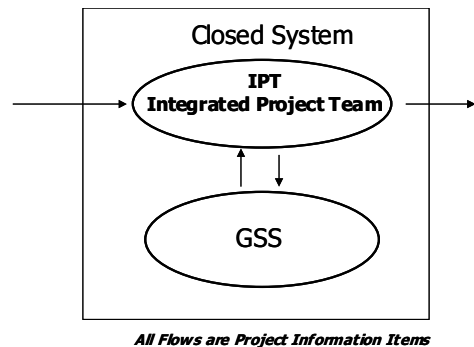 Closed System
IPT
Integrated Project Team
GSS
All Flows are Project Information Items